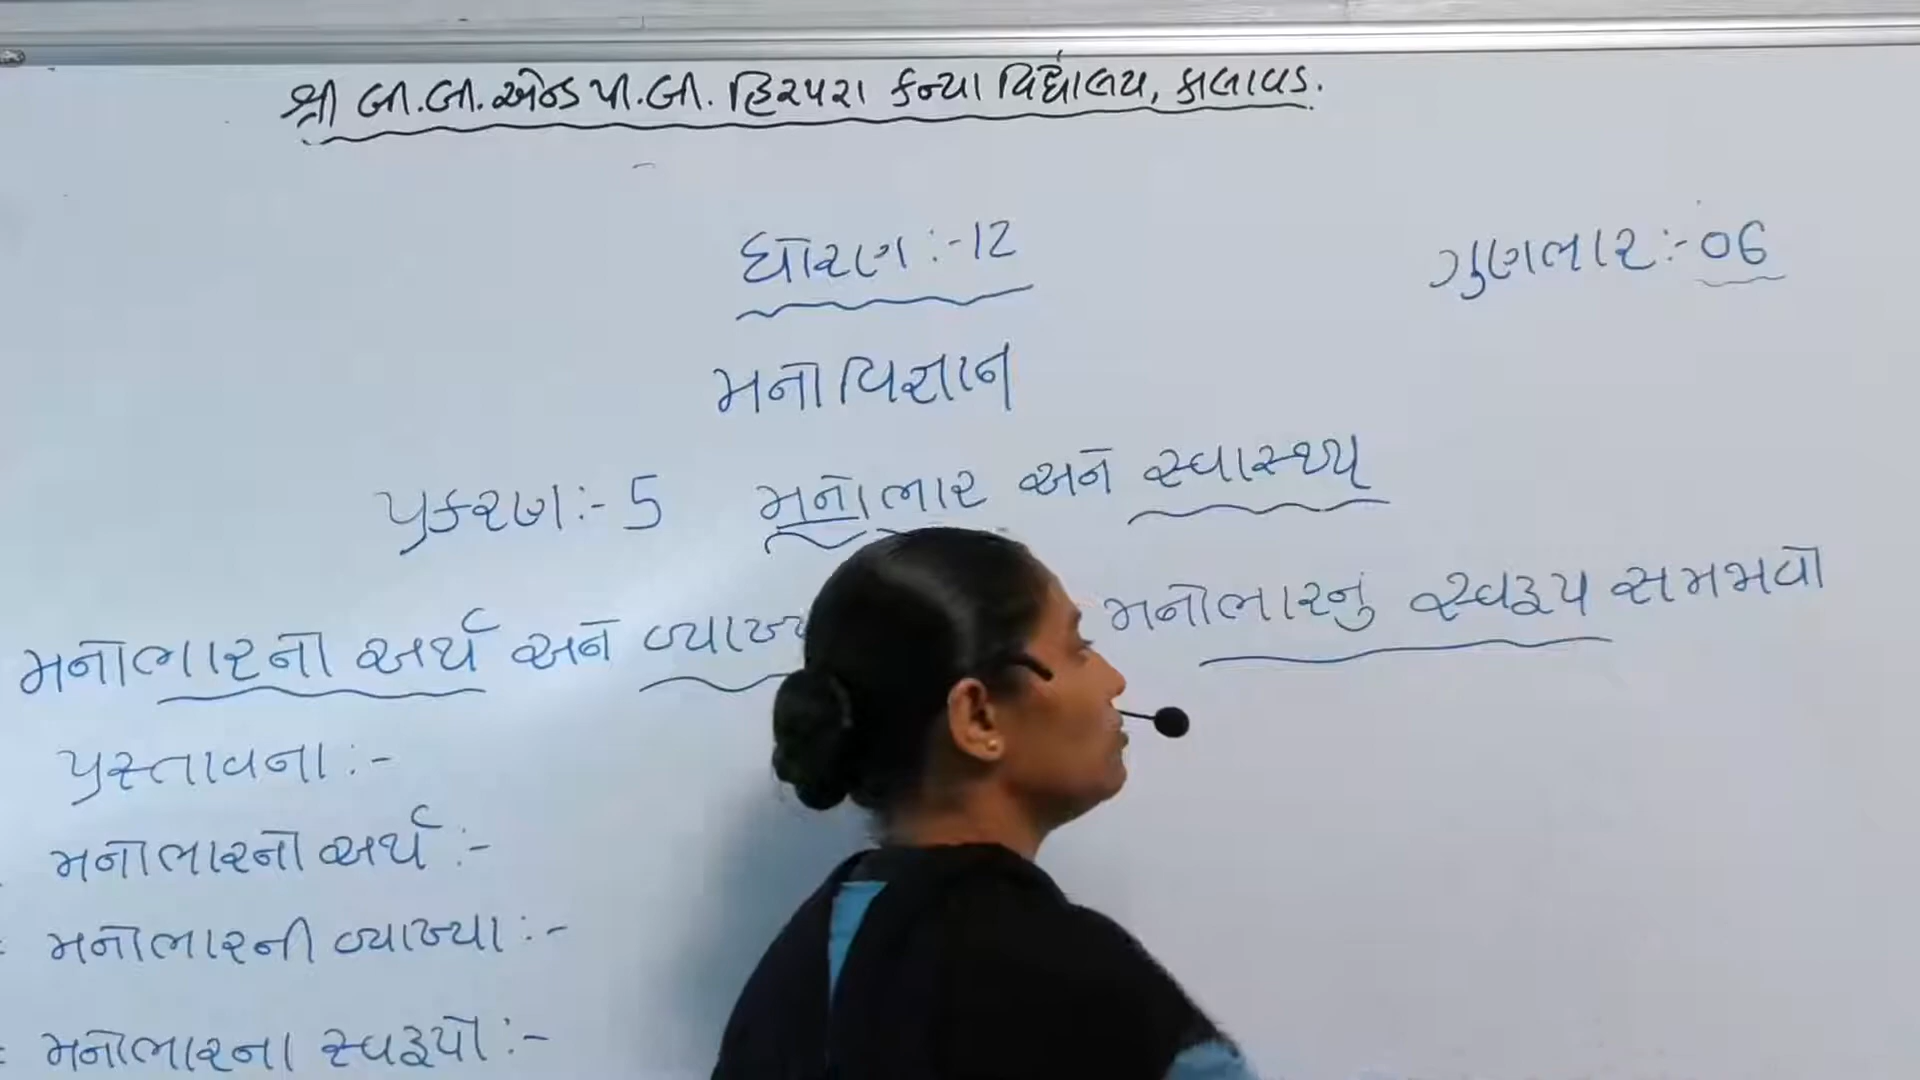 શ્રી બી.બી. એન્ડ પી.બી. હિરપરા કન્યા વિદ્યાલય, કાલાવડ.
ધોરણ :- 12
ગુણભાર :- 06
મનોવિજ્ઞાન
પ્રકરણ :- 5 મનોભાર અને સ્વાસ્થ્ય
મનોભારનો અર્થ અને મનોભારનું સ્વરૂપ સમજાવો
પ્રસ્તાવના :-
મનોભારનો અર્થ :-
મનોભારની વ્યાખ્યા :-
મનોભારના સ્વરૂપો :-